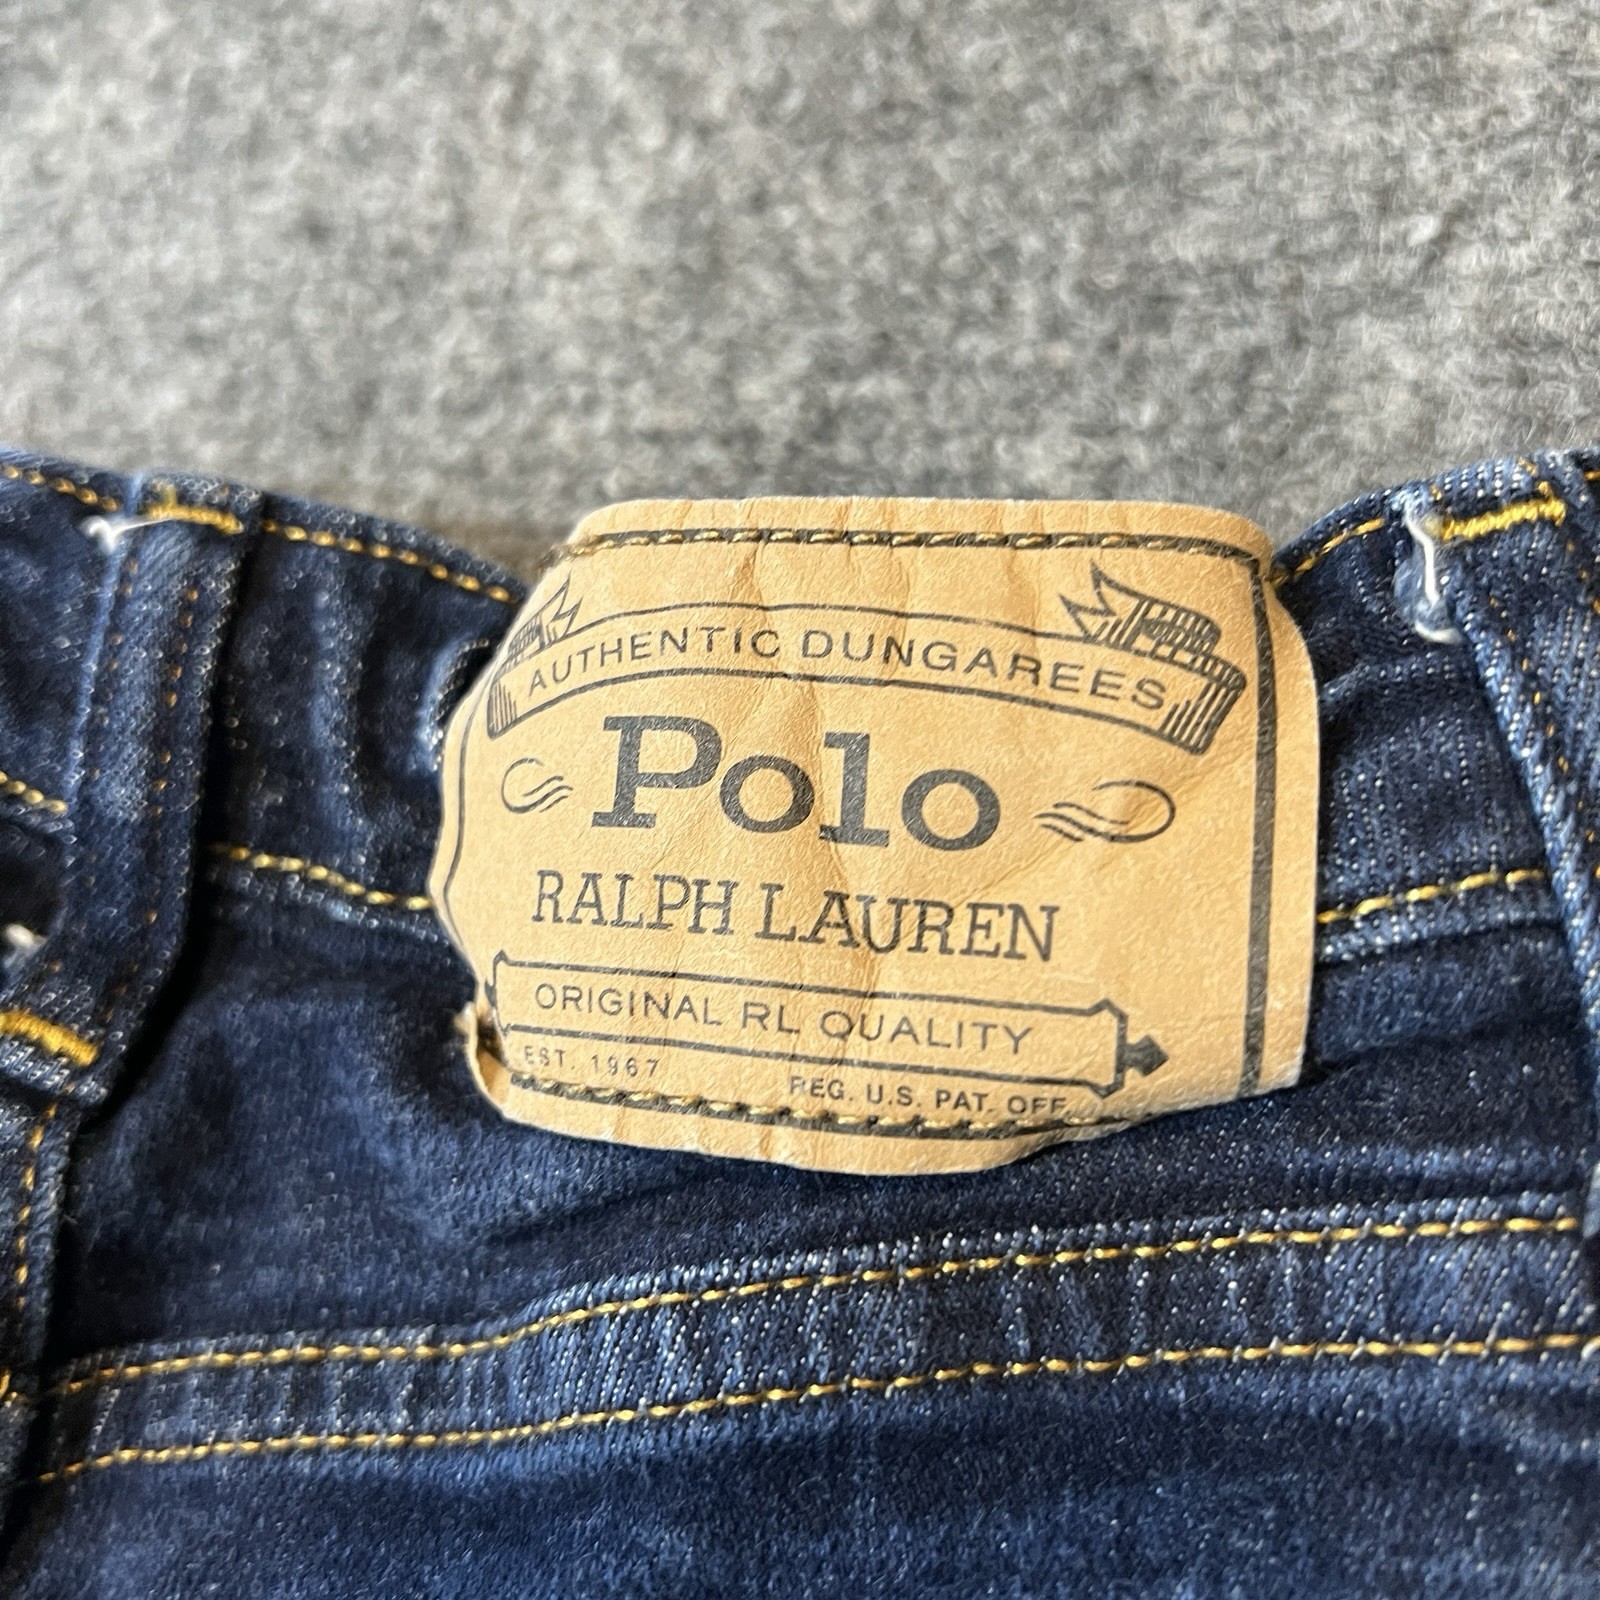 AUTHENTIC DUNGAREES
Polo
RALPH LAUREN
ORIGINAL RL QUALITY
EST. 1967
REG. U.S. PAT. OFF.